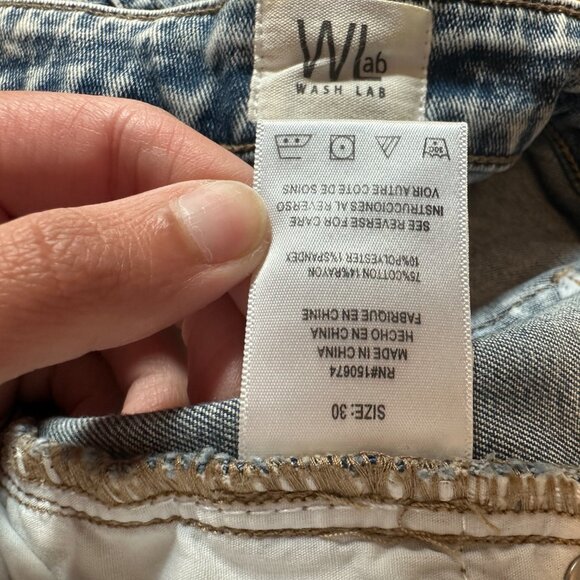 WLab
WASH LAB
SIZE: 30
RN#150674
MADE IN CHINA
HECHO EN CHINA
FABRIQUE EN CHINE
75%COTTON 14%RAYON
10%POLYESTER 1%SPANDEX
SEE REVERSE FOR CARE
INSTRUCCIONES AL REVERSO
VOIR AUTRE COTE DE SOINS